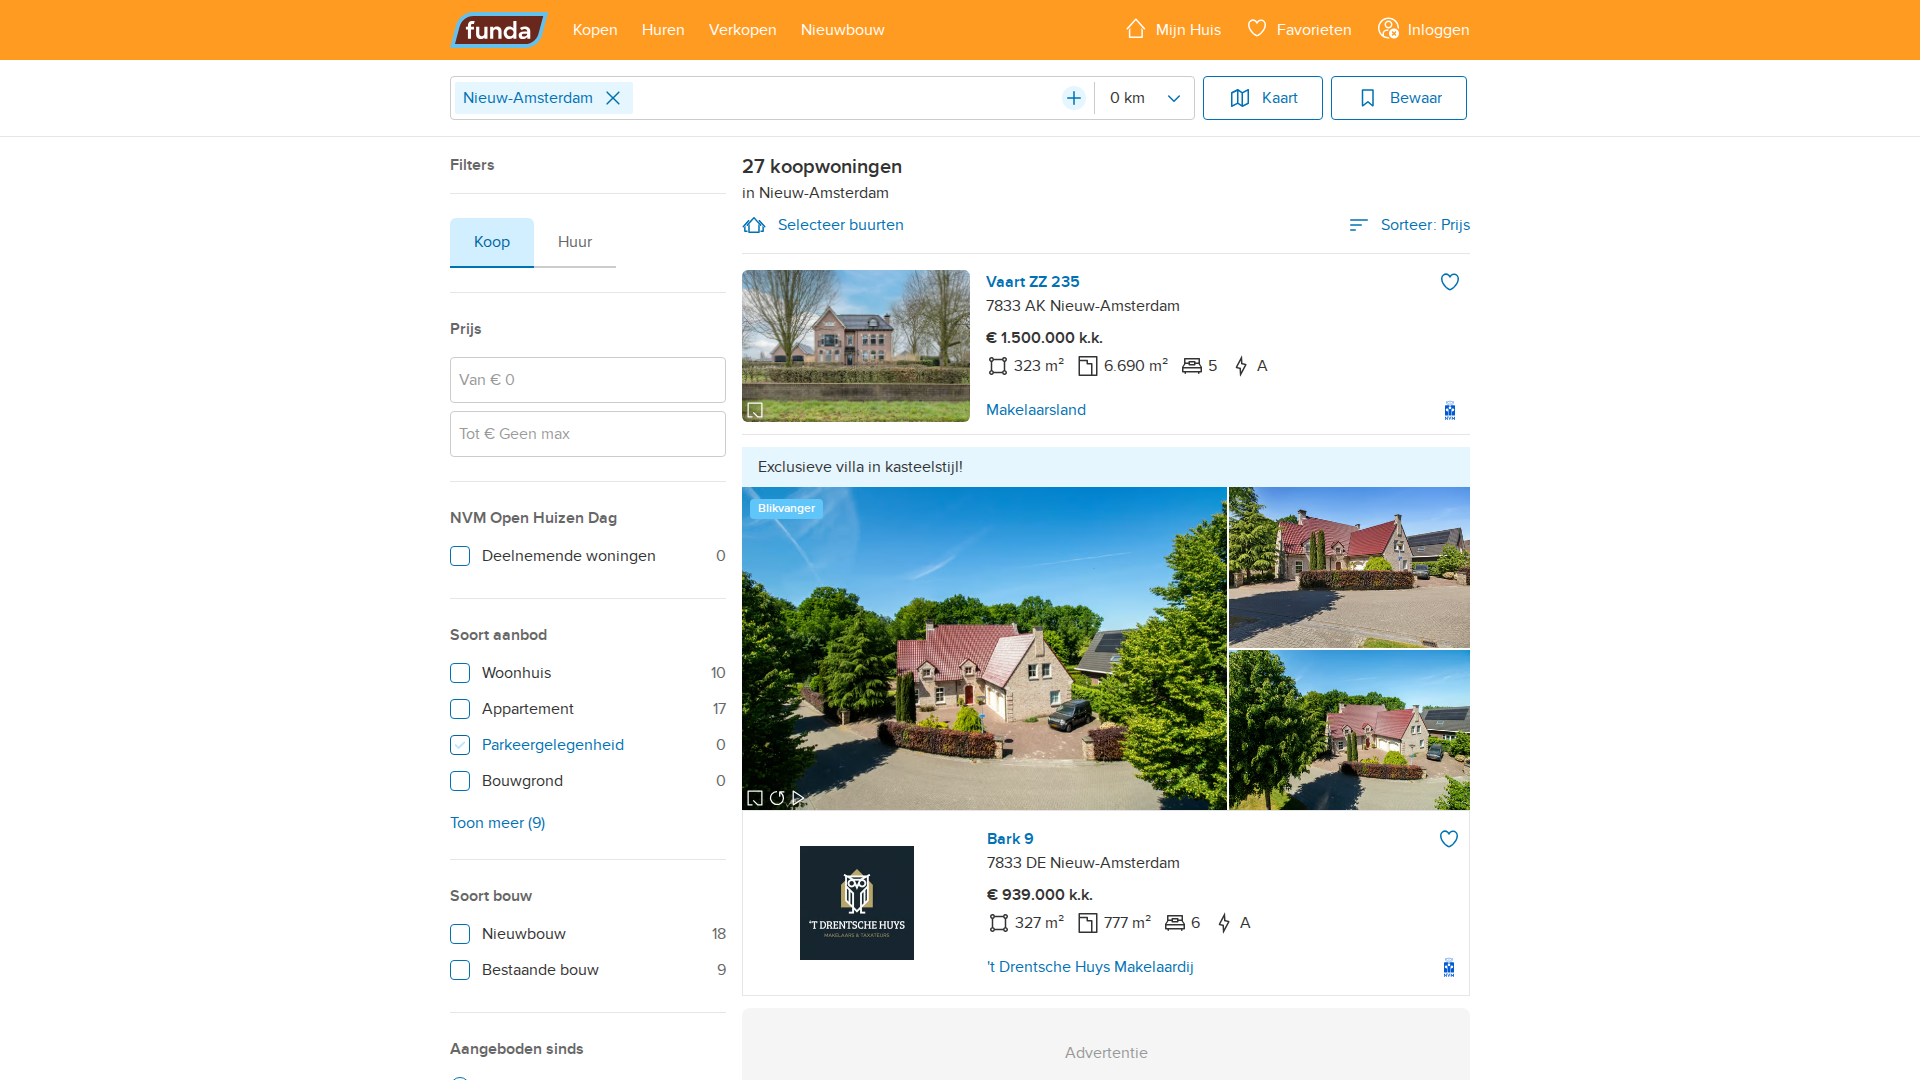 funda
Kopen
Huren
Verkopen
Nieuwbouw
Mijn Huis
Favorieten
Inloggen
Nieuw-Amsterdam
0 km
Kaart
Bewaar
Filters
Koop
Huur
Prijs
Van € 0
Tot € Geen max
NVM Open Huizen Dag
Deelnemende woningen 0
Soort aanbod
Woonhuis 10
Appartement 17
Parkeergelegenheid 0
Bouwgrond 0
Toon meer (9)
Soort bouw
Nieuwbouw 18
Bestaande bouw 9
Aangeboden sinds
27 koopwoningen
in Nieuw-Amsterdam
Selecteer buurten
Sorteer: Prijs
Vaart ZZ 235
7833 AK Nieuw-Amsterdam
€ 1.500.000 k.k.
323 m² 6.690 m² 5 A
Makelaarsland
NVM
Exclusieve villa in kasteelstijl!
Blikvanger
'T DRENTSCHE HUYS
MAKELAARS & TAXATEURS
Bark 9
7833 DE Nieuw-Amsterdam
€ 939.000 k.k.
327 m² 777 m² 6 A
't Drentsche Huys Makelaardij
NVM
Advertentie